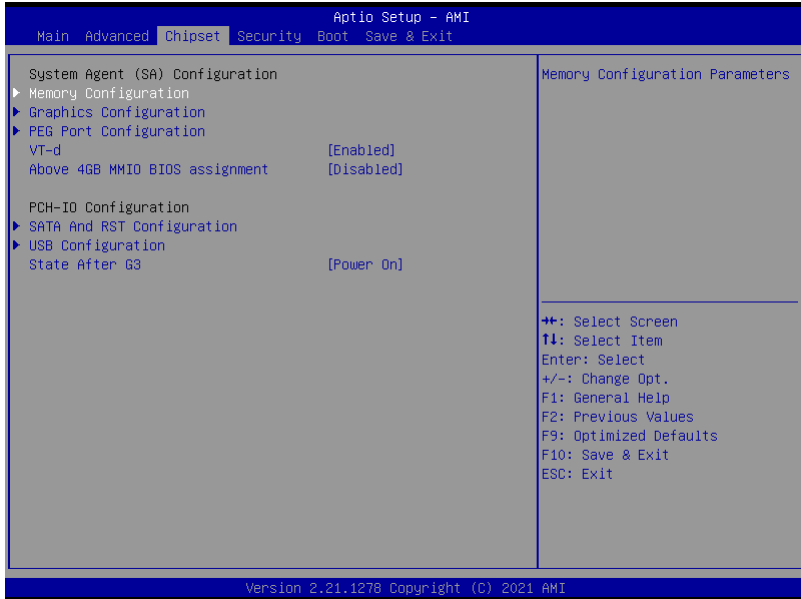 Aptio Setup – AMI
Main Advanced Chipset Security Boot Save & Exit
System Agent (SA) Configuration
Memory Configuration
Graphics Configuration
PEG Port Configuration
VT-d [Enabled]
Above 4GB MMIO BIOS assignment [Disabled]
PCH-IO Configuration
SATA And RST Configuration
USB Configuration
State After G3 [Power On]
Memory Configuration Parameters
→←: Select Screen
↑↓: Select Item
Enter: Select
+/-: Change Opt.
F1: General Help
F2: Previous Values
F9: Optimized Defaults
F10: Save & Exit
ESC: Exit
Version 2.21.1278 Copyright (C) 2021 AMI